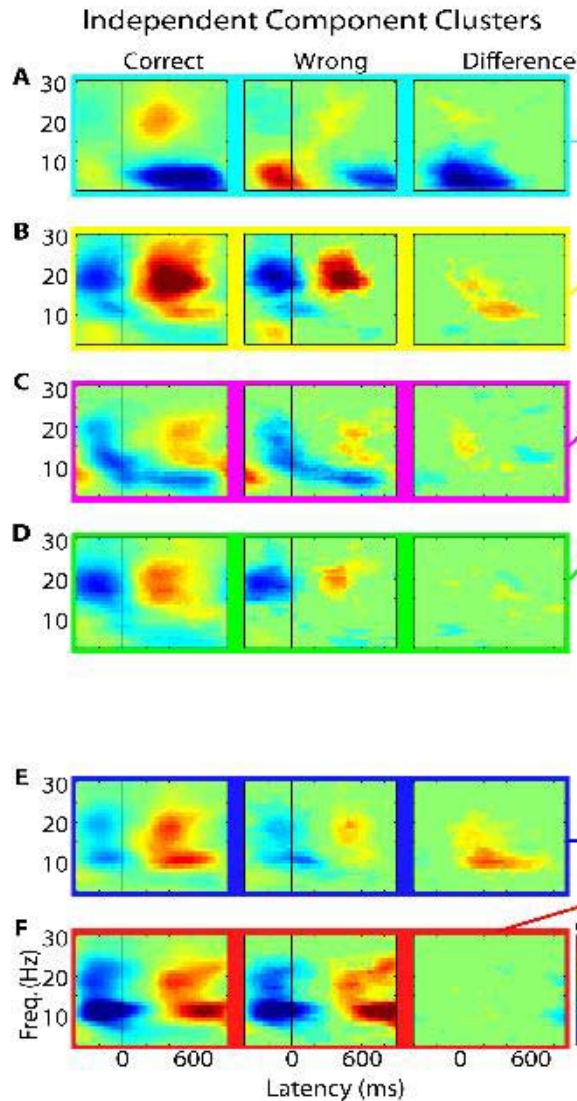 Independent Component Clusters
Correct Wrong Difference
A
30
20
10
B
30
20
10
C
30
20
10
D
30
20
10
E
30
20
10
F
30
20
10
Freq. (Hz)
0 600 0 600 0 600
Latency (ms)